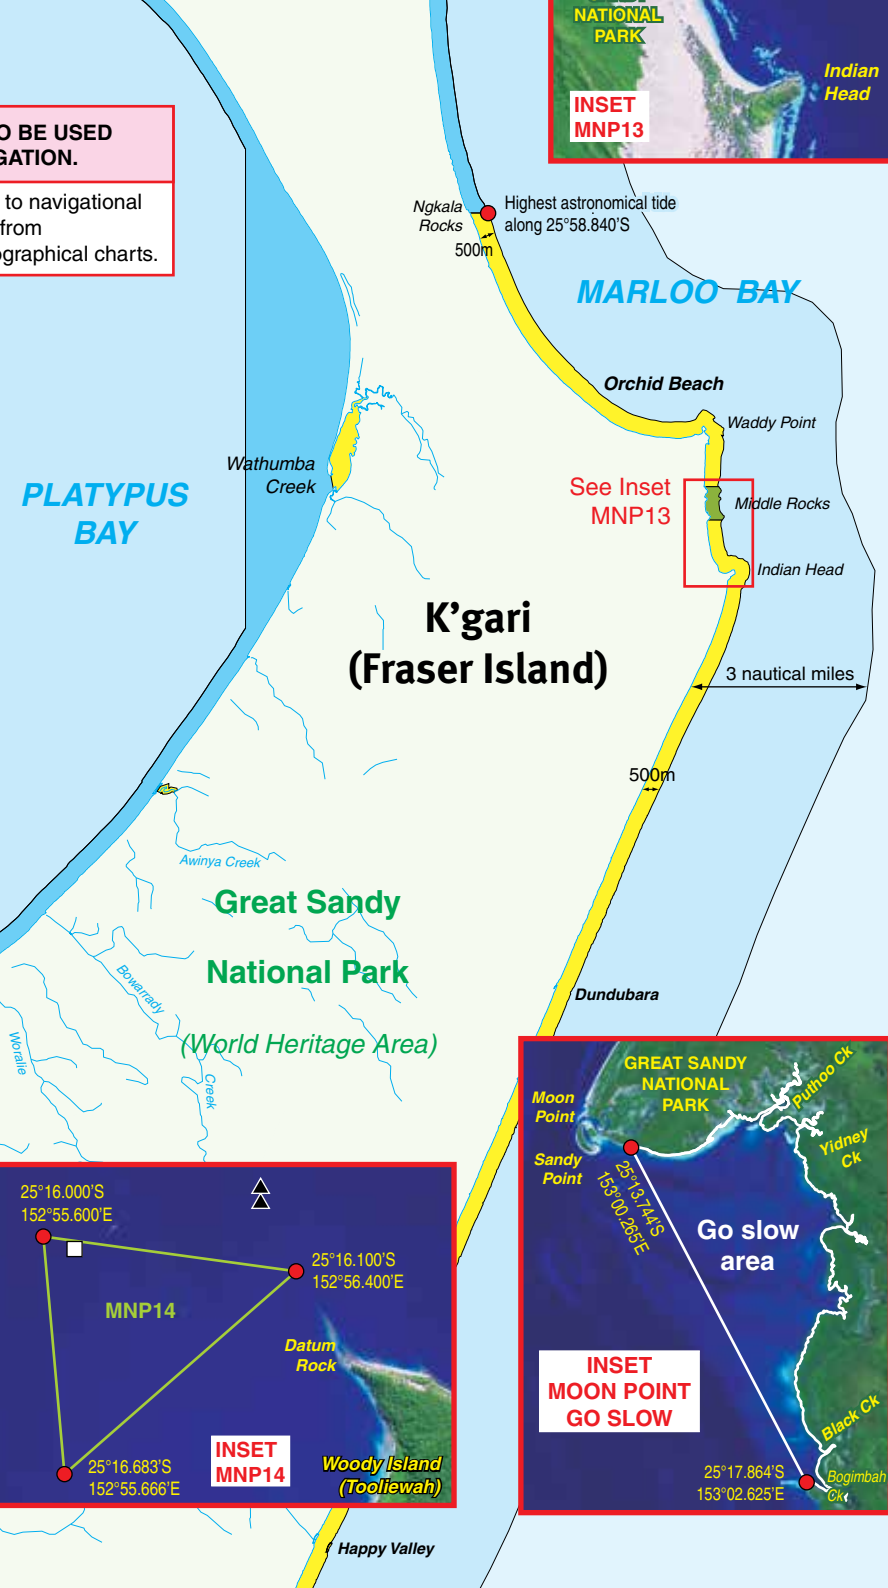 NATIONAL
PARK
Indian
Head
INSET
MNP13
O BE USED
GATION.
to navigational
from
ographical charts.
Ngkala
Rocks
Highest astronomical tide
along 25°58.840'S
500m
MARLOO BAY
Orchid Beach
Waddy Point
Wathumba
Creek
PLATYPUS
BAY
See Inset
MNP13
Middle Rocks
Indian Head
K'gari
(Fraser Island)
3 nautical miles
500m
Awinya Creek
Great Sandy
National Park
(World Heritage Area)
Bowarrady
Creek
Woralie
Dundubara
GREAT SANDY
NATIONAL
PARK
Puthoo Ck
Moon
Point
Yidney
Ck
Sandy
Point
25°13.744'S
153°00.265'E
Go slow
area
INSET
MOON POINT
GO SLOW
Black Ck
25°17.864'S
153°02.625'E
Bogimbah
Ck
25°16.000'S
152°55.600'E
25°16.100'S
152°56.400'E
MNP14
Datum
Rock
INSET
MNP14
25°16.683'S
152°55.666'E
Woody Island
(Tooliewah)
Happy Valley